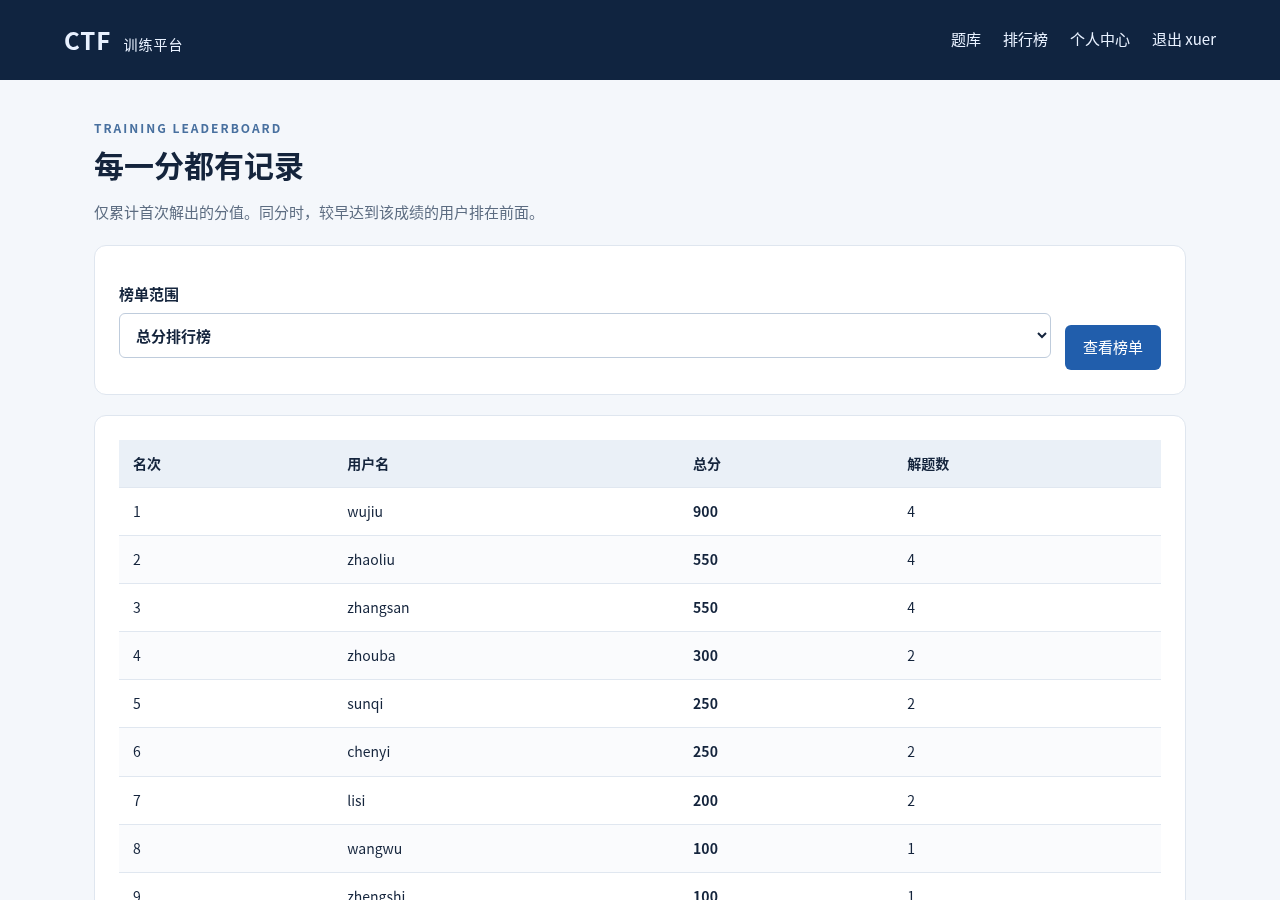 CTF 训练平台
题库 排行榜 个人中心 退出 xuer
TRAINING LEADERBOARD
每一分都有记录
仅累计首次解出的分值。同分时，较早达到该成绩的用户排在前面。
榜单范围
总分排行榜
查看榜单
名次 用户名 总分 解题数
1 wujiu 900 4
2 zhaoliu 550 4
3 zhangsan 550 4
4 zhouba 300 2
5 sunqi 250 2
6 chenyi 250 2
7 lisi 200 2
8 wangwu 100 1
9 zhengshi 100 1